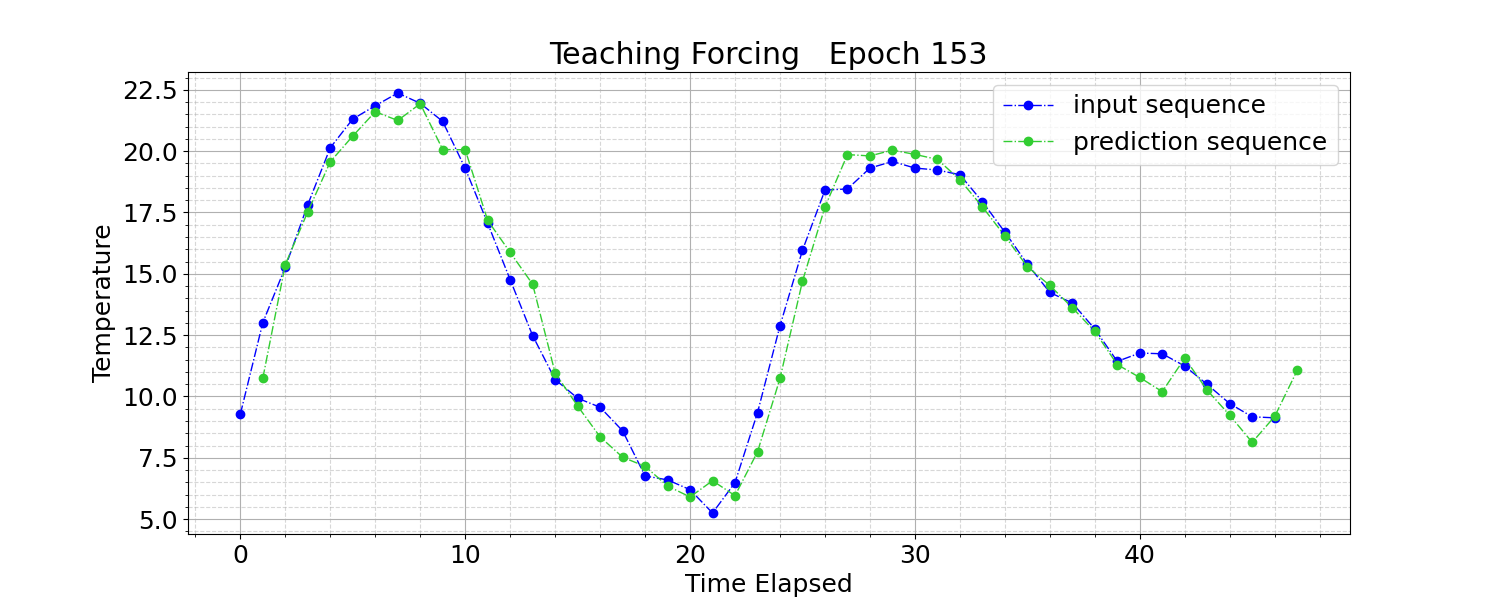 Teaching Forcing   Epoch 153
input sequence
prediction sequence
Temperature
22.5
20.0
17.5
15.0
12.5
10.0
7.5
5.0
0 10 20 30 40
Time Elapsed